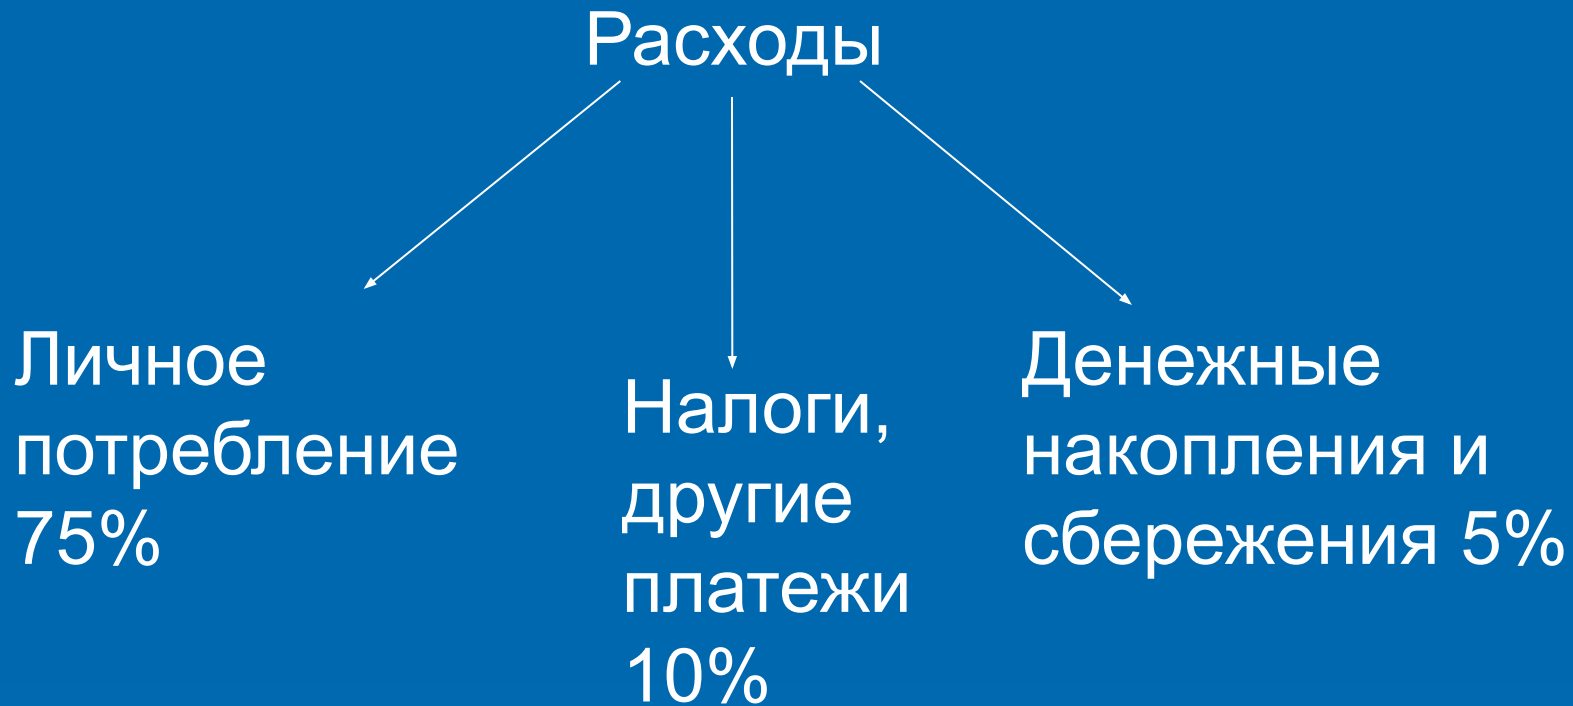 Расходы
Личное
потребление
75%
Налоги,
другие
платежи
10%
Денежные
накопления и
сбережения 5%